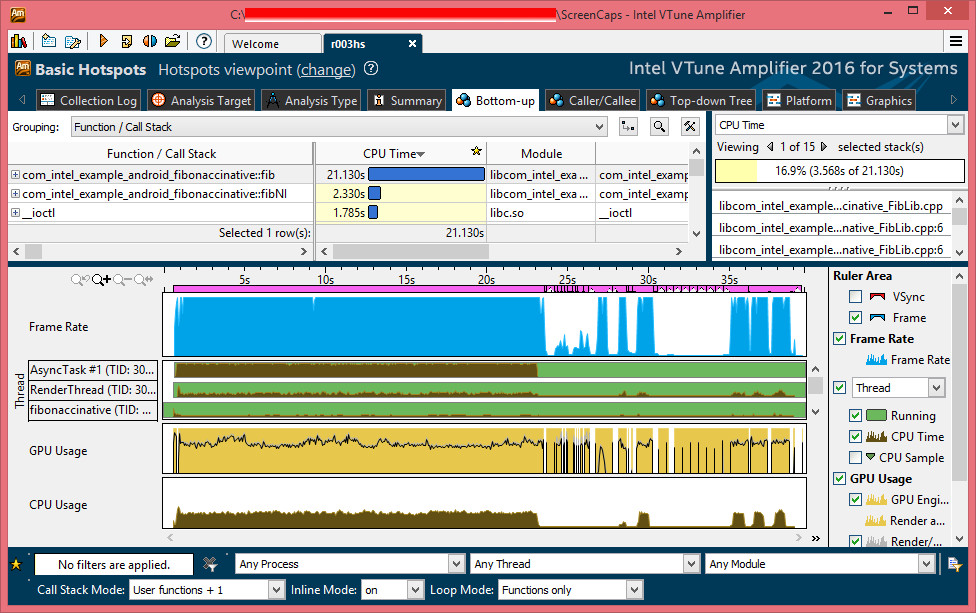 C:\ \ScreenCaps - Intel VTune Amplifier
Welcome
r003hs
Basic Hotspots Hotspots viewpoint (change)
Intel VTune Amplifier 2016 for Systems
Collection Log Analysis Target Analysis Type Summary Bottom-up Caller/Callee Top-down Tree Platform Graphics
Grouping: Function / Call Stack
CPU Time
Viewing 1 of 15 selected stack(s)
16.9% (3.568s of 21.130s)
Function / Call Stack CPU Time Module
com_intel_example_android_fibonaccinative::fib 21.130s libcom_intel_exa ... com_intel_examp
com_intel_example_android_fibonaccinative::fibNI 2.330s libcom_intel_exa ... com_intel_examp
__ioctl 1.785s libc.so __ioctl
Selected 1 row(s): 21.130s
libcom_intel_example...cinative_FibLib.cpp
libcom_intel_example...native_FibLib.cpp:6
libcom_intel_example...native_FibLib.cpp:6
5s 10s 15s 20s 25s 30s 35s
Frame Rate
Thread
AsyncTask #1 (TID: 30...
RenderThread (TID: 30...
fibonaccinative (TID: ...
GPU Usage
CPU Usage
Ruler Area
VSync
Frame
Frame Rate
Frame Rate
Thread
Running
CPU Time
CPU Sample
GPU Usage
GPU Engi...
Render a...
Render/...
No filters are applied. Any Process Any Thread Any Module
Call Stack Mode: User functions + 1 Inline Mode: on Loop Mode: Functions only